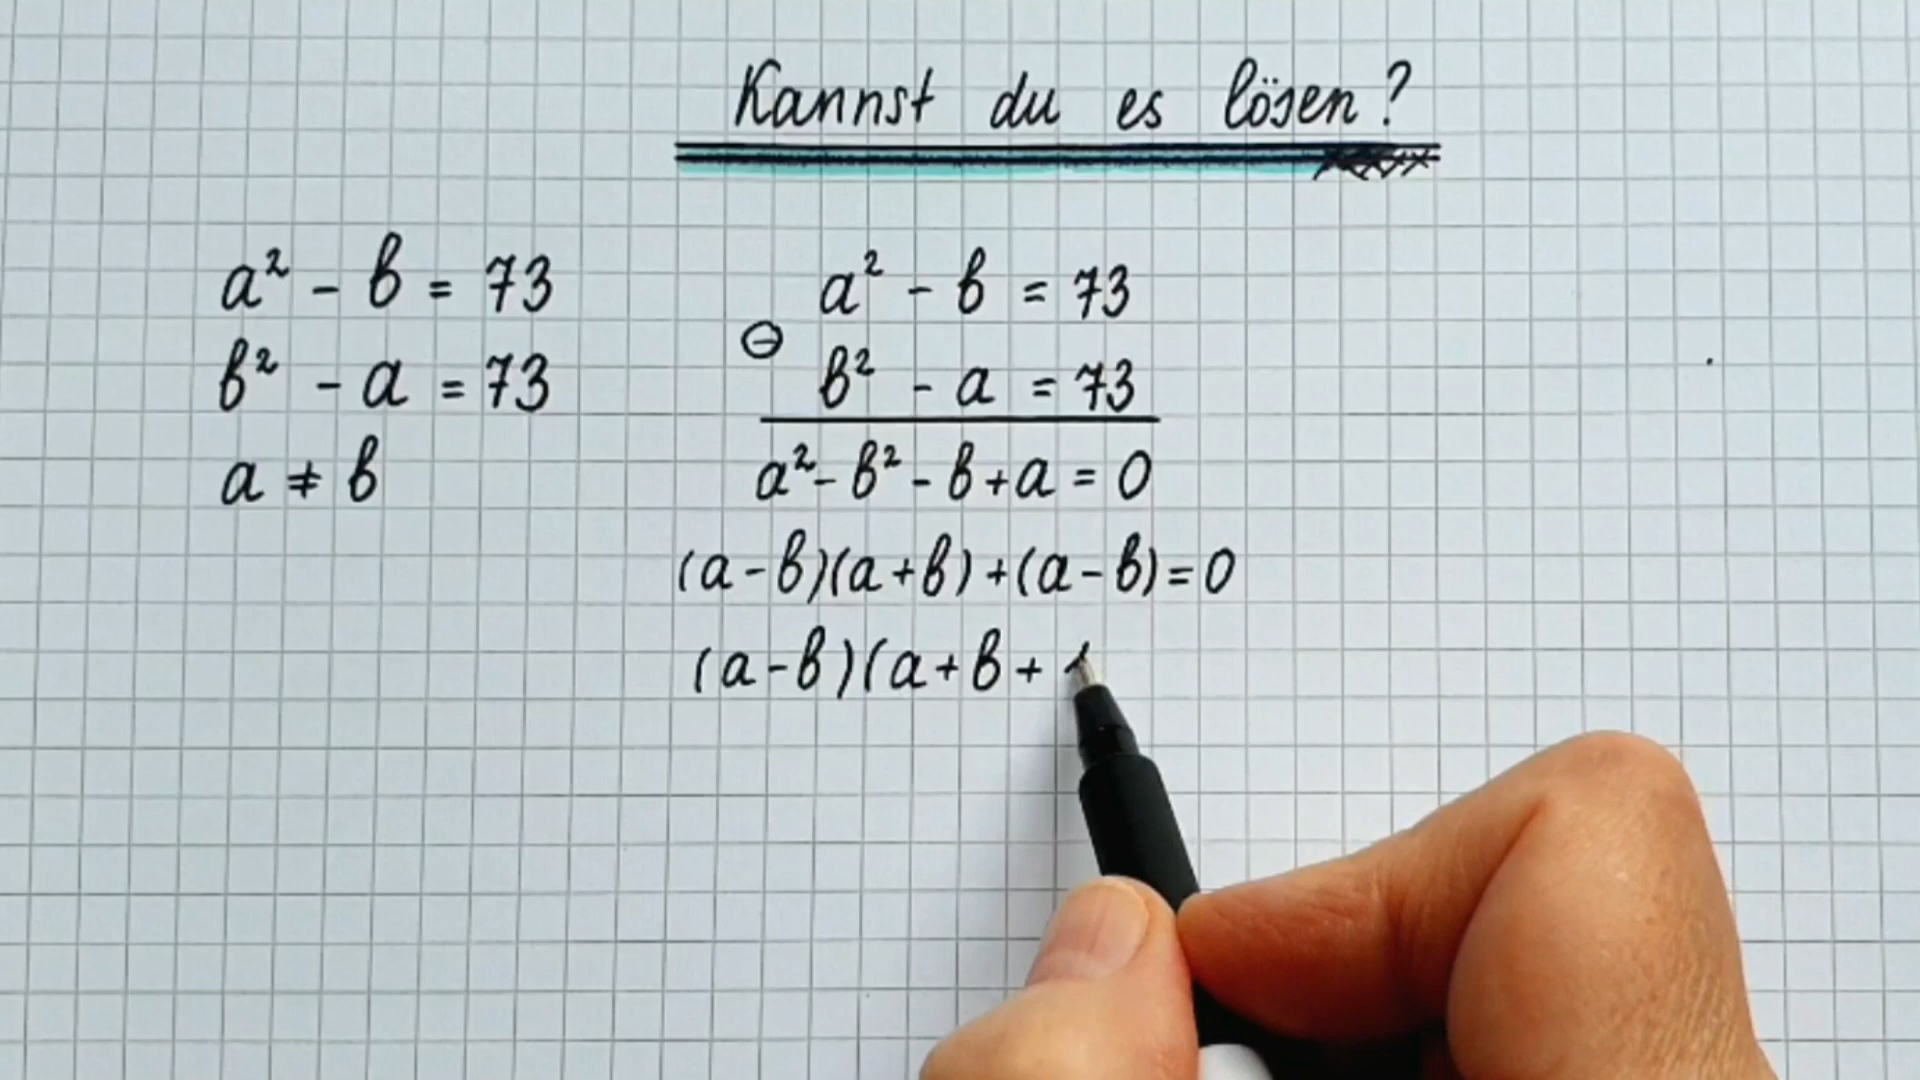 Kannst du es lösen?
a² - b = 73
b² - a = 73
a ≠ b
a² - b = 73
⊖
b² - a = 73
a² - b² - b + a = 0
(a - b)(a + b) + (a - b) = 0
(a - b)(a + b +